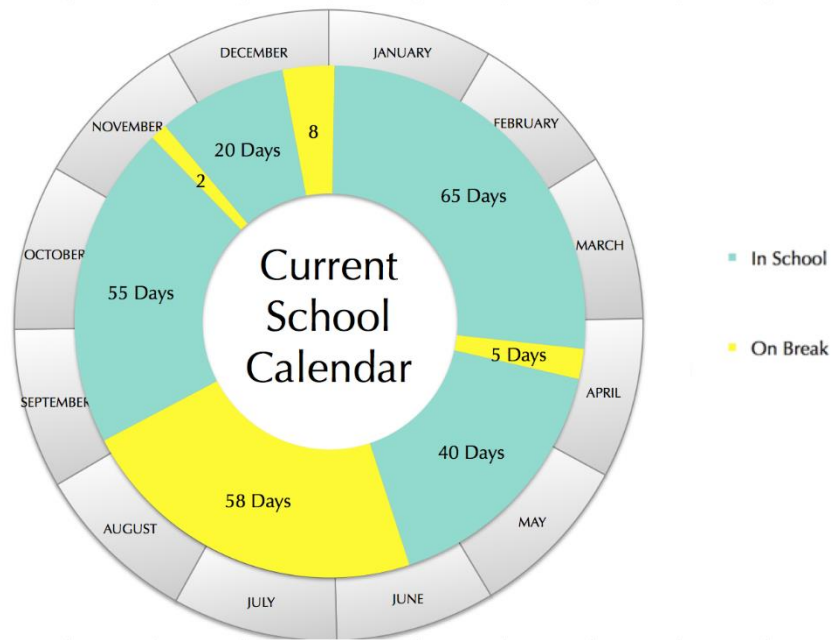 DECEMBER
JANUARY
NOVEMBER
FEBRUARY
8
20 Days
2
65 Days
OCTOBER
MARCH
Current
School
Calendar
55 Days
In School
5 Days
On Break
SEPTEMBER
APRIL
40 Days
58 Days
AUGUST
MAY
JULY
JUNE